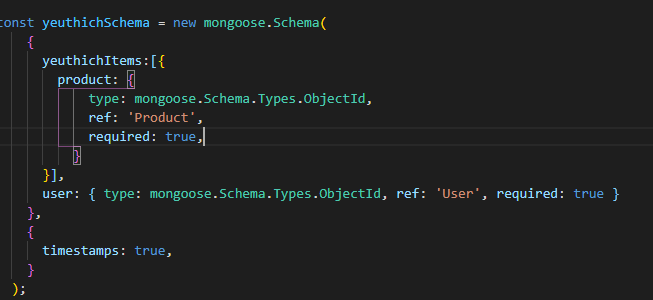 const yeuthichSchema = new mongoose.Schema(
{
yeuthichItems:[{
product: {
type: mongoose.Schema.Types.ObjectId,
ref: 'Product',
required: true,
}
}],
user: { type: mongoose.Schema.Types.ObjectId, ref: 'User', required: true }
},
{
timestamps: true,
}
);